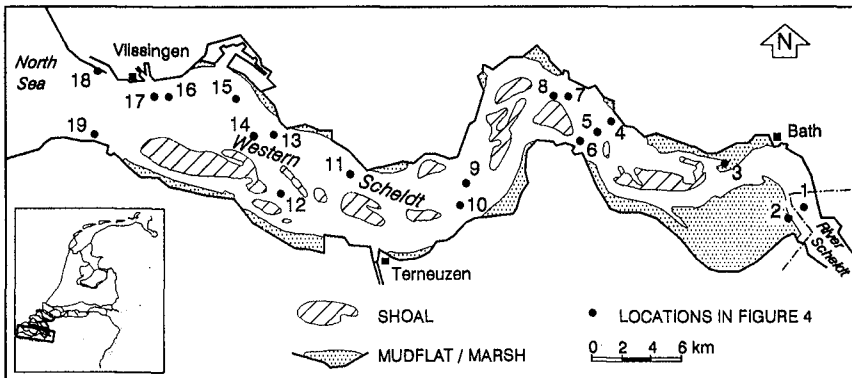 North
Sea
Vlissingen
N
18
17
16
15
19
14
13
Western
Scheldt
11
12
9
10
8
7
5
4
6
3
Bath
1
2
River
Scheldt
Terneuzen
SHOAL
MUDFLAT / MARSH
LOCATIONS IN FIGURE 4
0 2 4 6 km